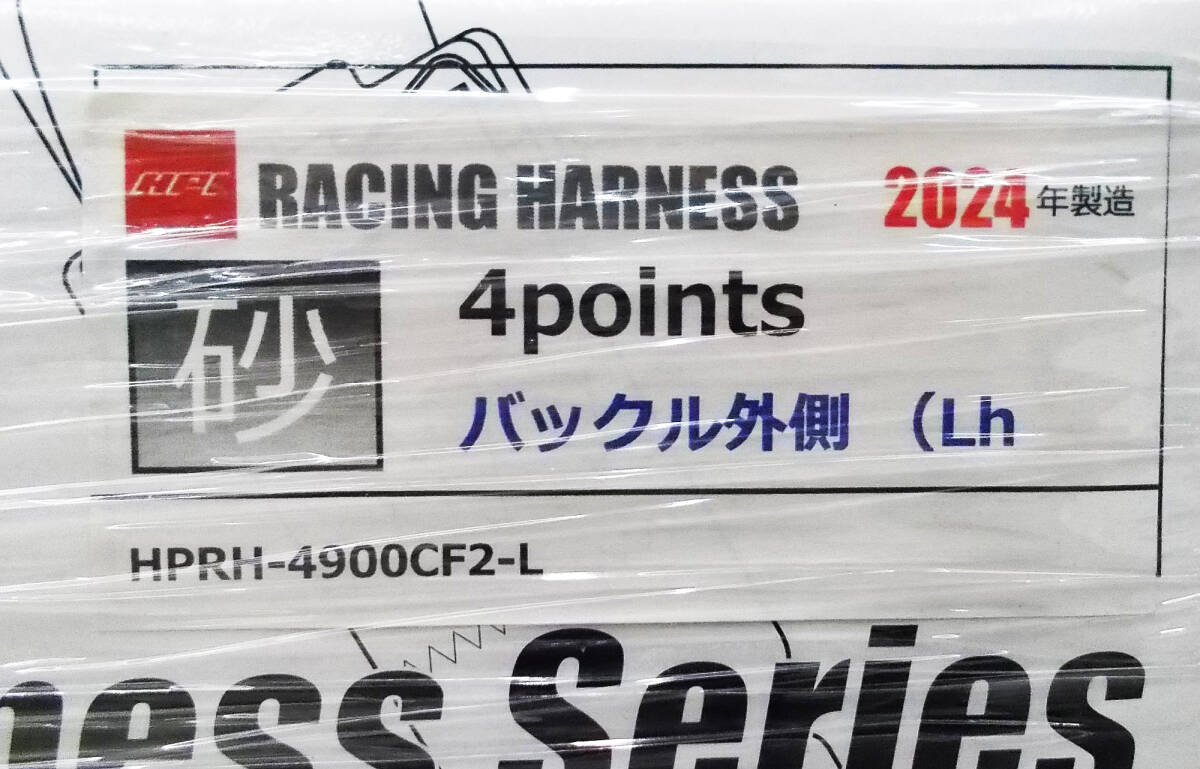 HPI RACING HARNESS 2024年製造
砂
4points
バックル外側 （Lh
HPRH-4900CF2-L
ness Series